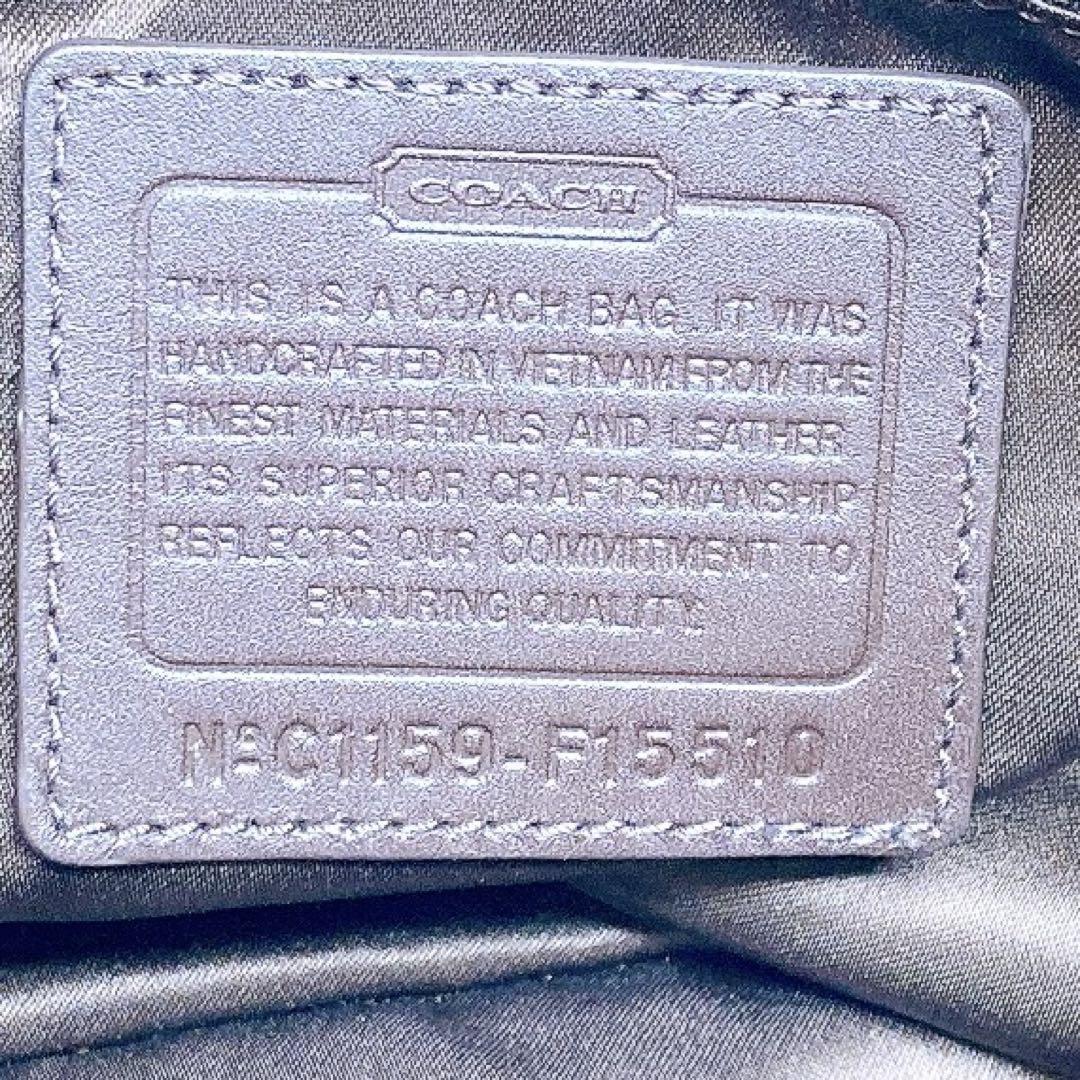 COACH
THIS IS A COACH BAG. IT WAS
HANDCRAFTED IN VIETNAM FROM THE
FINEST MATERIALS AND LEATHER
ITS SUPERIOR CRAFTSMANSHIP
REFLECTS OUR COMMITMENT TO
ENDURING QUALITY.
Nº C1159-F15510